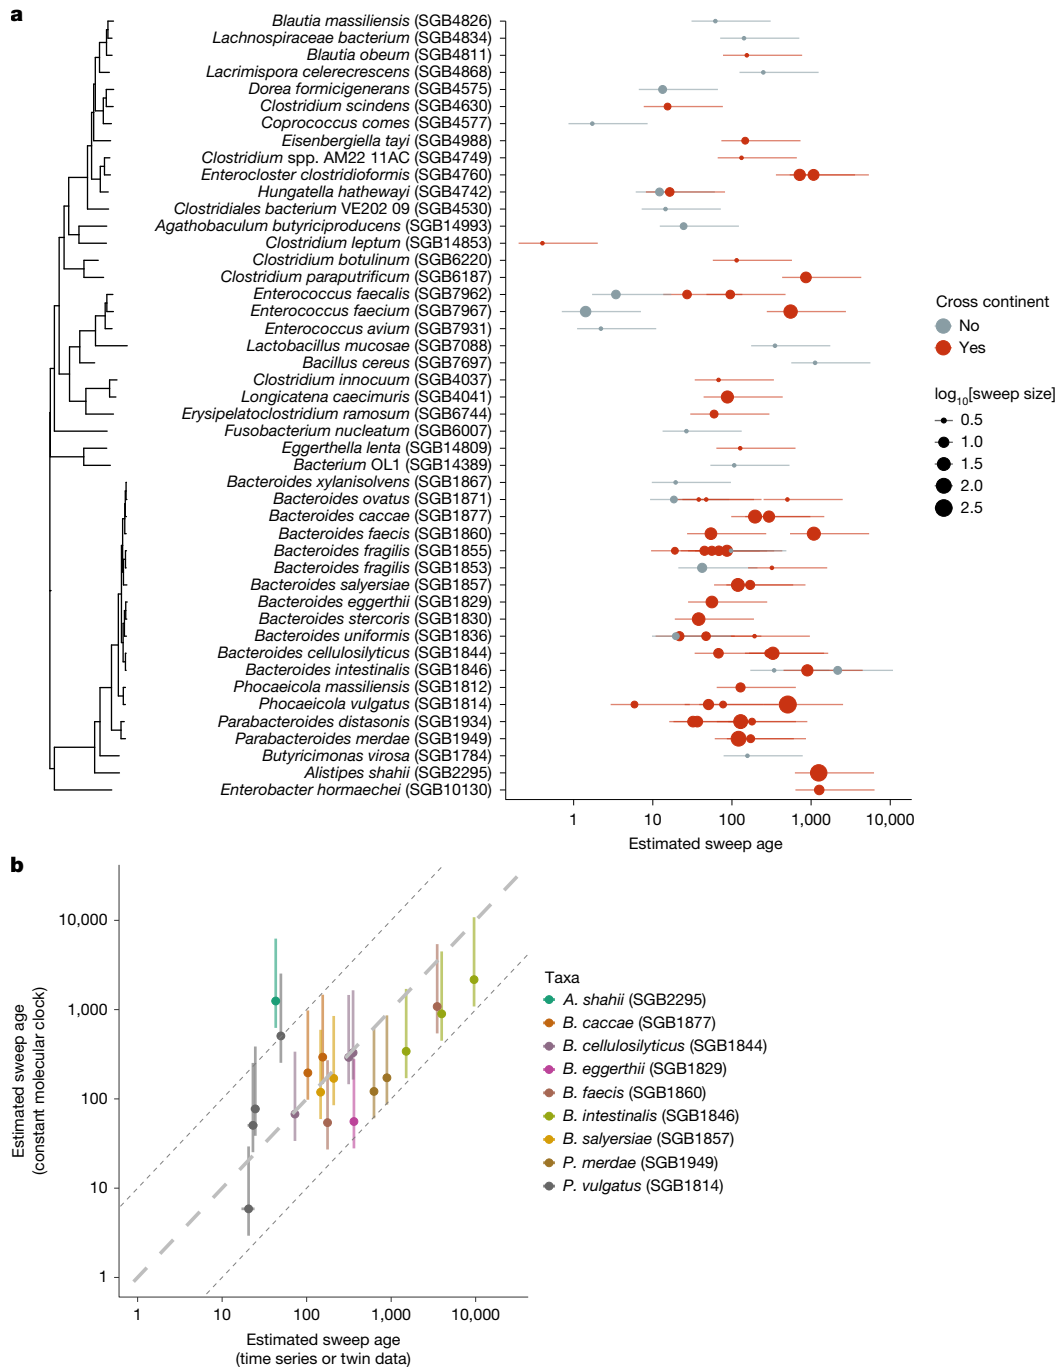 a
Blautia massiliensis (SGB4826)
Lachnospiraceae bacterium (SGB4834)
Blautia obeum (SGB4811)
Lacrimispora celerecrescens (SGB4868)
Dorea formicigenerans (SGB4575)
Clostridium scindens (SGB4630)
Coprococcus comes (SGB4577)
Eisenbergiella tayi (SGB4988)
Clostridium spp. AM22 11AC (SGB4749)
Enterocloster clostridioformis (SGB4760)
Hungatella hathewayi (SGB4742)
Clostridiales bacterium VE202 09 (SGB4530)
Agathobaculum butyriciproducens (SGB14993)
Clostridium leptum (SGB14853)
Clostridium botulinum (SGB6220)
Clostridium paraputrificum (SGB6187)
Enterococcus faecalis (SGB7962)
Enterococcus faecium (SGB7967)
Enterococcus avium (SGB7931)
Lactobacillus mucosae (SGB7088)
Bacillus cereus (SGB7697)
Clostridium innocuum (SGB4037)
Longicatena caecimuris (SGB4041)
Erysipelatoclostridium ramosum (SGB6744)
Fusobacterium nucleatum (SGB6007)
Eggerthella lenta (SGB14809)
Bacterium OL1 (SGB14389)
Bacteroides xylanisolvens (SGB1867)
Bacteroides ovatus (SGB1871)
Bacteroides caccae (SGB1877)
Bacteroides faecis (SGB1860)
Bacteroides fragilis (SGB1855)
Bacteroides fragilis (SGB1853)
Bacteroides salyersiae (SGB1857)
Bacteroides eggerthii (SGB1829)
Bacteroides stercoris (SGB1830)
Bacteroides uniformis (SGB1836)
Bacteroides cellulosilyticus (SGB1844)
Bacteroides intestinalis (SGB1846)
Phocaeicola massiliensis (SGB1812)
Phocaeicola vulgatus (SGB1814)
Parabacteroides distasonis (SGB1934)
Parabacteroides merdae (SGB1949)
Butyricimonas virosa (SGB1784)
Alistipes shahii (SGB2295)
Enterobacter hormaechei (SGB10130)
1 10 100 1,000 10,000
Estimated sweep age
Cross continent
No
Yes
log10[sweep size]
0.5
1.0
1.5
2.0
2.5
b
Estimated sweep age
(constant molecular clock)
10,000
1,000
100
10
1
1 10 100 1,000 10,000
Estimated sweep age
(time series or twin data)
Taxa
A. shahii (SGB2295)
B. caccae (SGB1877)
B. cellulosilyticus (SGB1844)
B. eggerthii (SGB1829)
B. faecis (SGB1860)
B. intestinalis (SGB1846)
B. salyersiae (SGB1857)
P. merdae (SGB1949)
P. vulgatus (SGB1814)